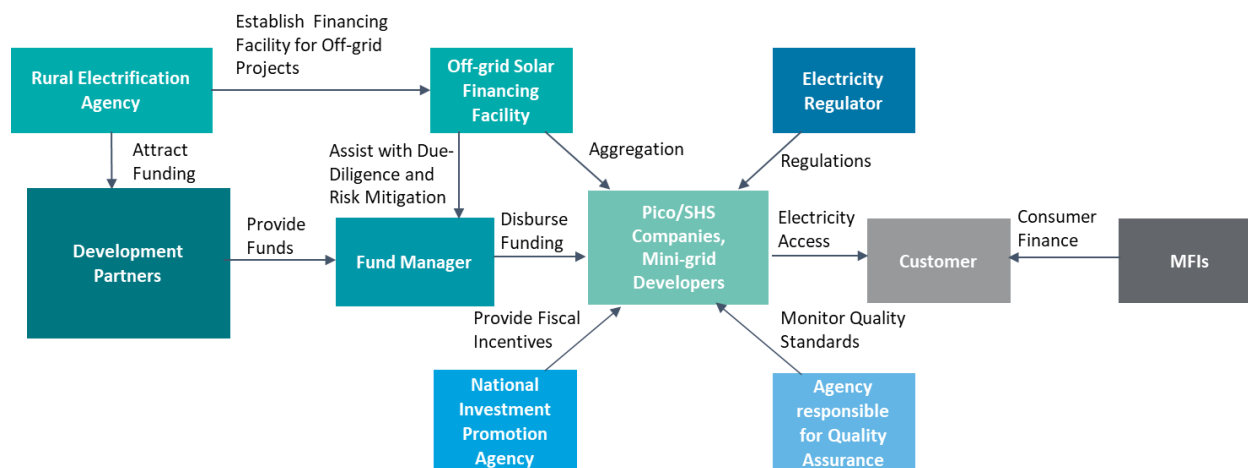 Establish Financing
Facility for Off-grid
Projects
Rural Electrification
Agency
Off-grid Solar
Financing
Facility
Electricity
Regulator
Attract
Funding
Assist with Due-
Diligence and
Risk Mitigation
Aggregation
Regulations
Development
Partners
Provide
Funds
Fund Manager
Disburse
Funding
Pico/SHS
Companies,
Mini-grid
Developers
Electricity
Access
Customer
Consumer
Finance
MFIs
Provide Fiscal
Incentives
Monitor Quality
Standards
National
Investment
Promotion
Agency
Agency
responsible
for Quality
Assurance